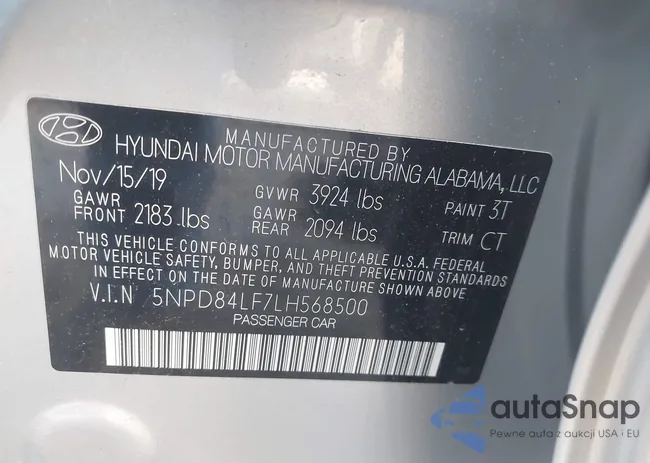 MANUFACTURED BY
HYUNDAI MOTOR MANUFACTURING ALABAMA, LLC
Nov/15/19 GVWR 3924 lbs PAINT 3T
GAWR FRONT 2183 lbs GAWR REAR 2094 lbs TRIM CT
THIS VEHICLE CONFORMS TO ALL APPLICABLE U.S.A. FEDERAL
MOTOR VEHICLE SAFETY, BUMPER, AND THEFT PREVENTION
STANDARDS IN EFFECT ON THE DATE OF MANUFACTURE SHOWN ABOVE
V.I.N 5NPD84LF7LH568500
PASSENGER CAR
autaSnap
Pewne auta z aukcji USA i EU